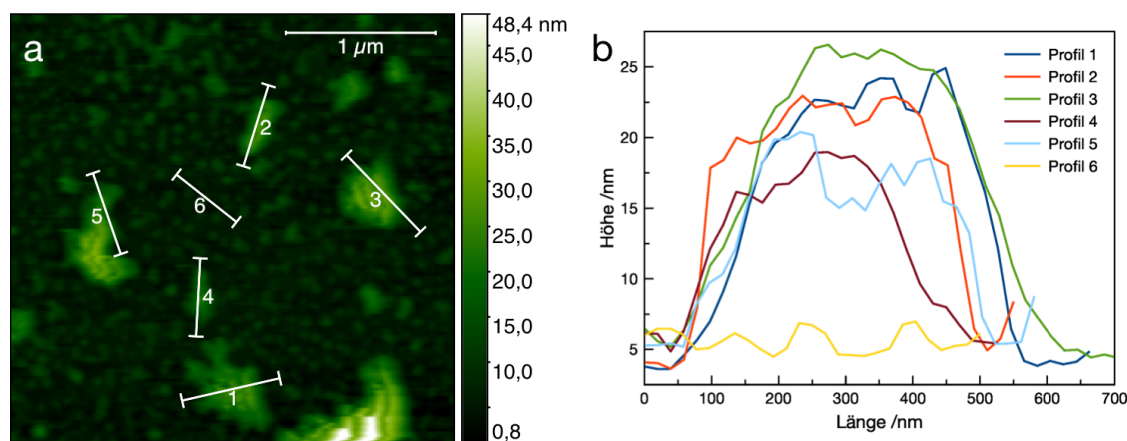 a
1 µm
2
3
5
6
4
1
48,4 nm
45,0
40,0
35,0
30,0
25,0
20,0
15,0
10,0
0,8
b
Höhe /nm
25
20
15
10
5
0
100
200
300
400
500
600
700
Länge /nm
Profil 1
Profil 2
Profil 3
Profil 4
Profil 5
Profil 6